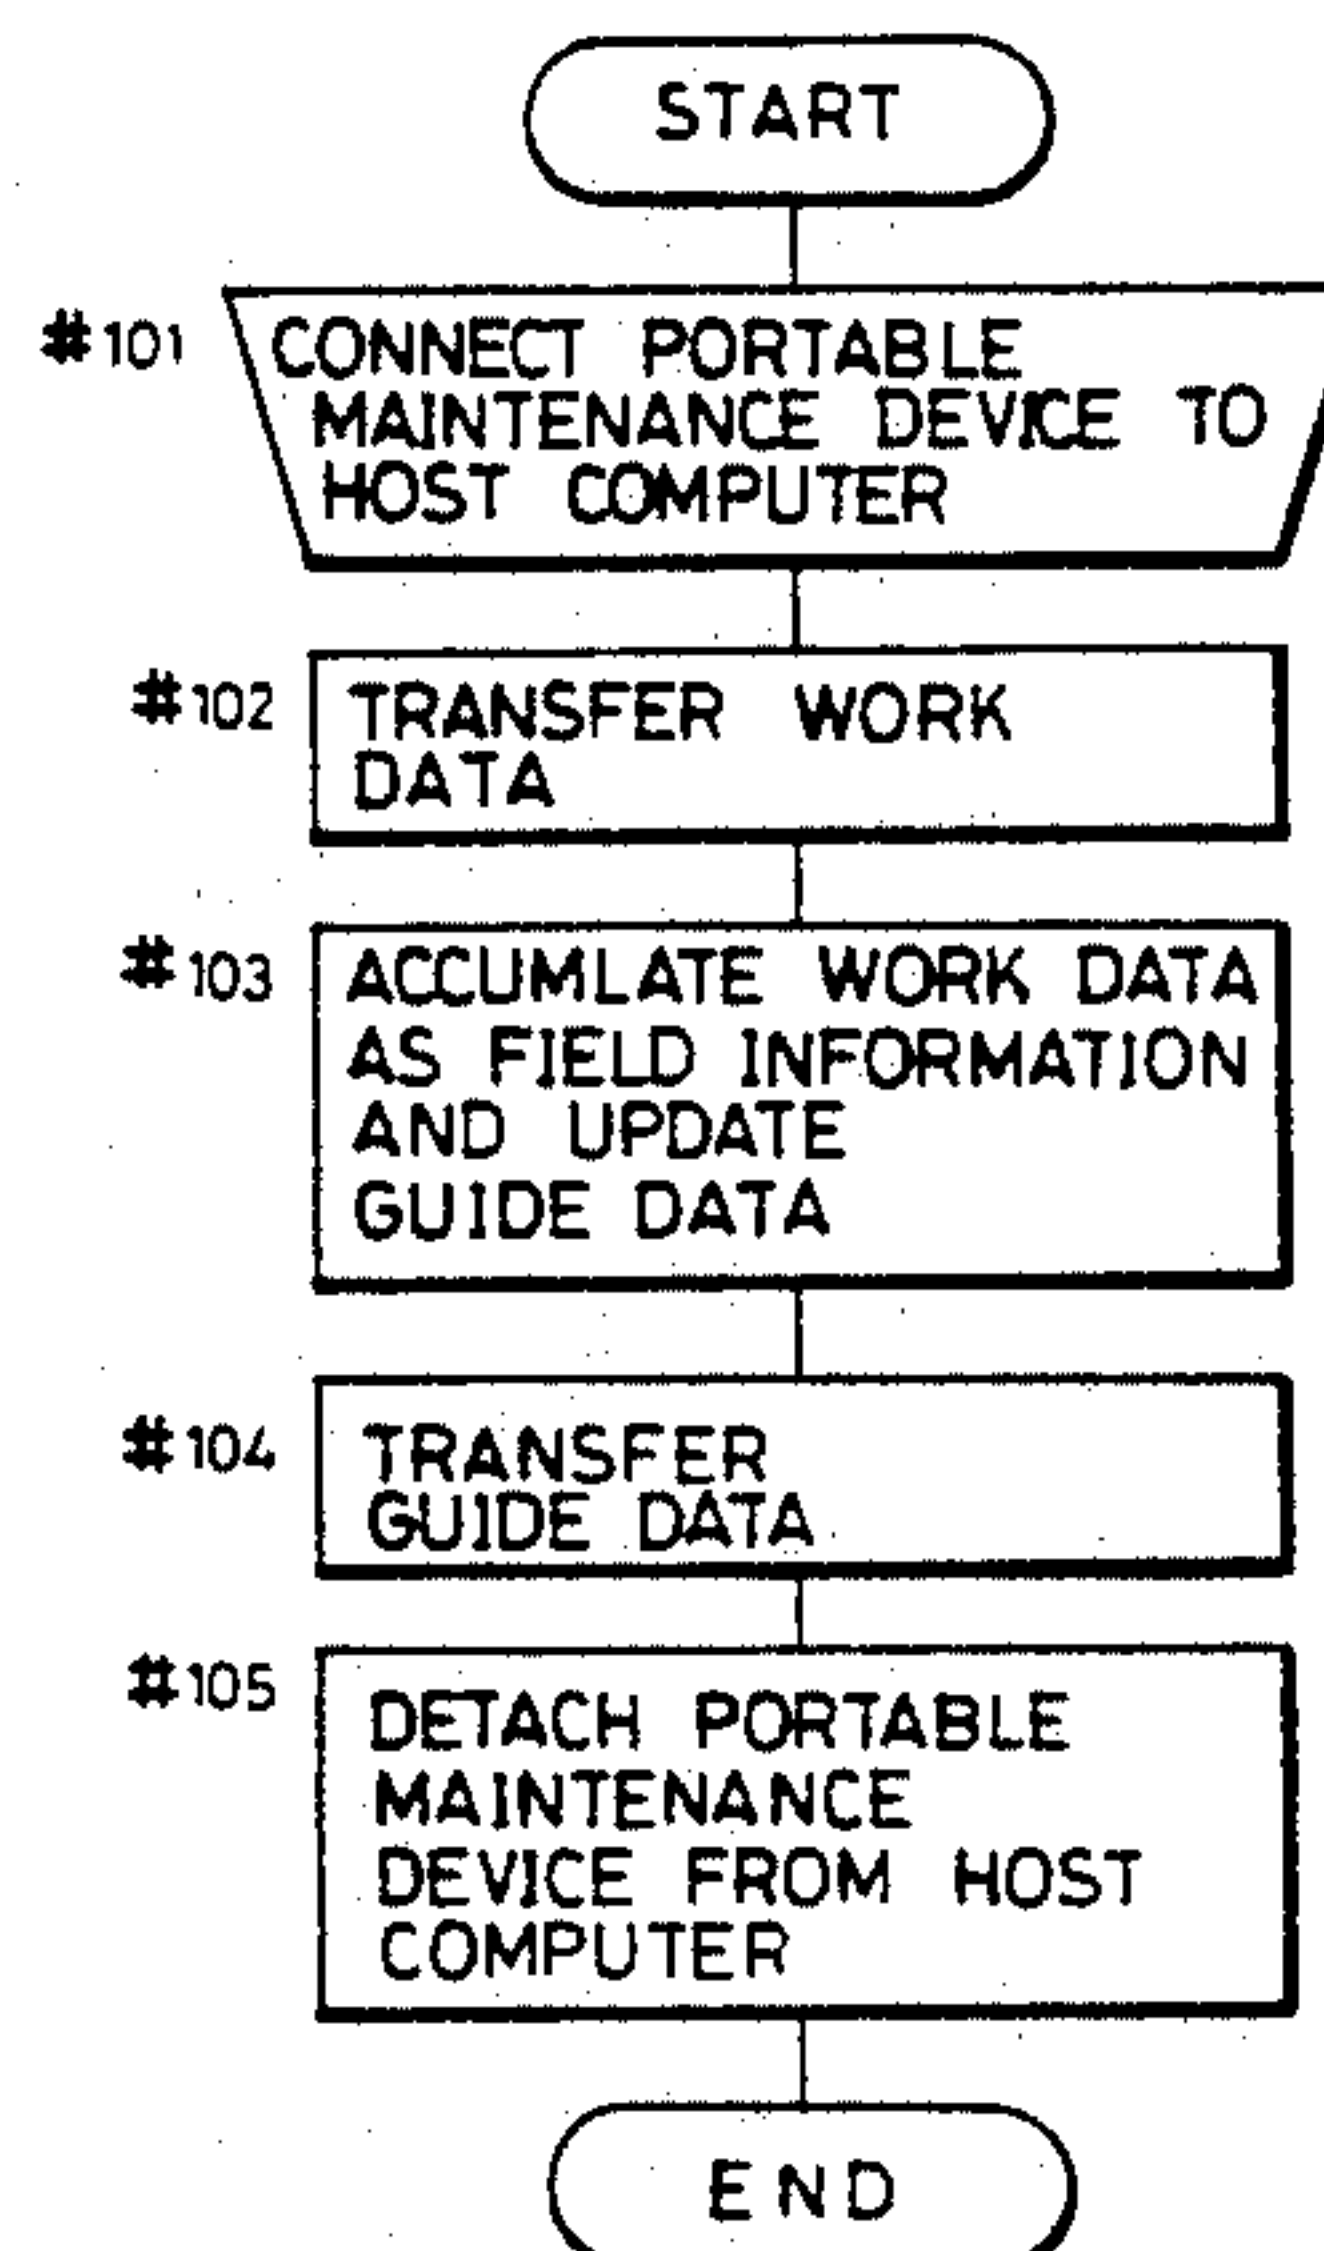 START
#101
CONNECT PORTABLE
MAINTENANCE DEVICE TO
HOST COMPUTER
#102
TRANSFER WORK
DATA
#103
ACCUMLATE WORK DATA
AS FIELD INFORMATION
AND UPDATE
GUIDE DATA
#104
TRANSFER
GUIDE DATA
#105
DETACH PORTABLE
MAINTENANCE
DEVICE FROM HOST
COMPUTER
END